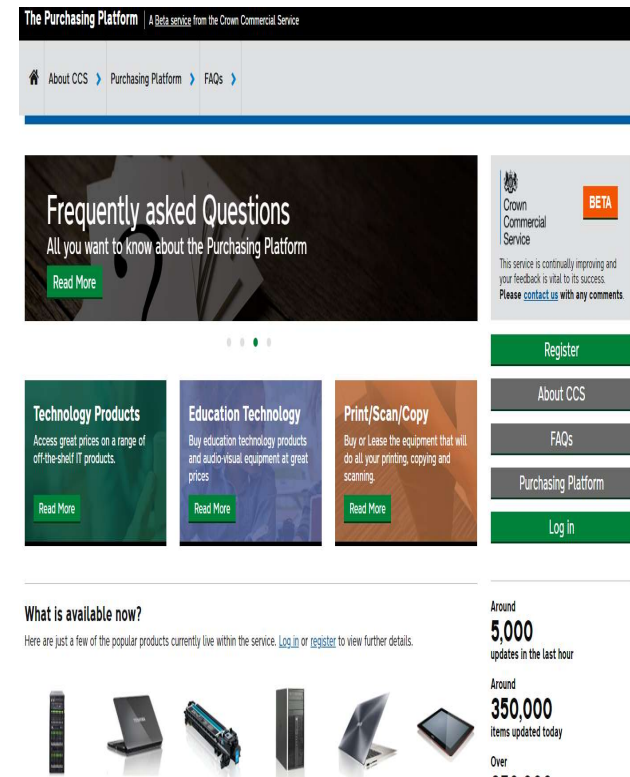 The Purchasing Platform | A Beta service from the Crown Commercial Service
About CCS
Purchasing Platform
FAQs
Frequently asked Questions
All you want to know about the Purchasing Platform
Read More
Crown
Commercial
Service
BETA
This service is continually improving and
your feedback is vital to its success.
Please contact us with any comments.
Register
About CCS
FAQs
Purchasing Platform
Log in
Technology Products
Access great prices on a range of
off-the-shelf IT products.
Read More
Education Technology
Buy education technology products
and audio-visual equipment at great
prices
Read More
Print/Scan/Copy
Buy or Lease the equipment that will
do all your printing, copying and
scanning.
Read More
What is available now?
Here are just a few of the popular products currently live within the service. Log in or register to view further details.
Around
5,000
updates in the last hour
Around
350,000
items updated today
Over